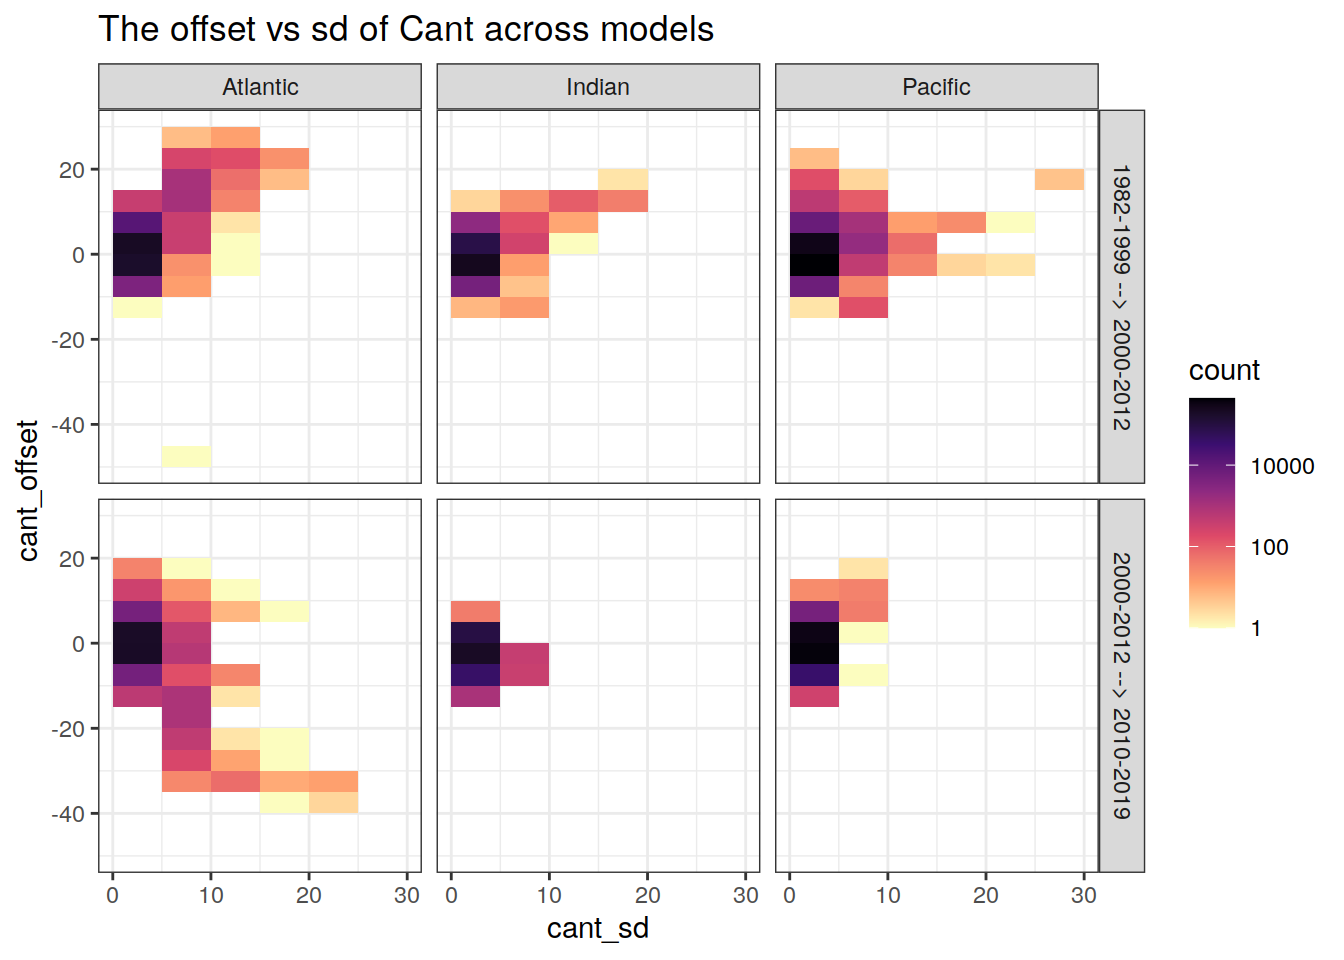 The offset vs sd of Cant across models
Atlantic
Indian
Pacific
20
0
-20
-40
1982-1999 --> 2000-2012
20
0
-20
-40
2000-2012 --> 2010-2019
cant_offset
0 10 20 30
0 10 20 30
0 10 20 30
cant_sd
count
10000
100
1